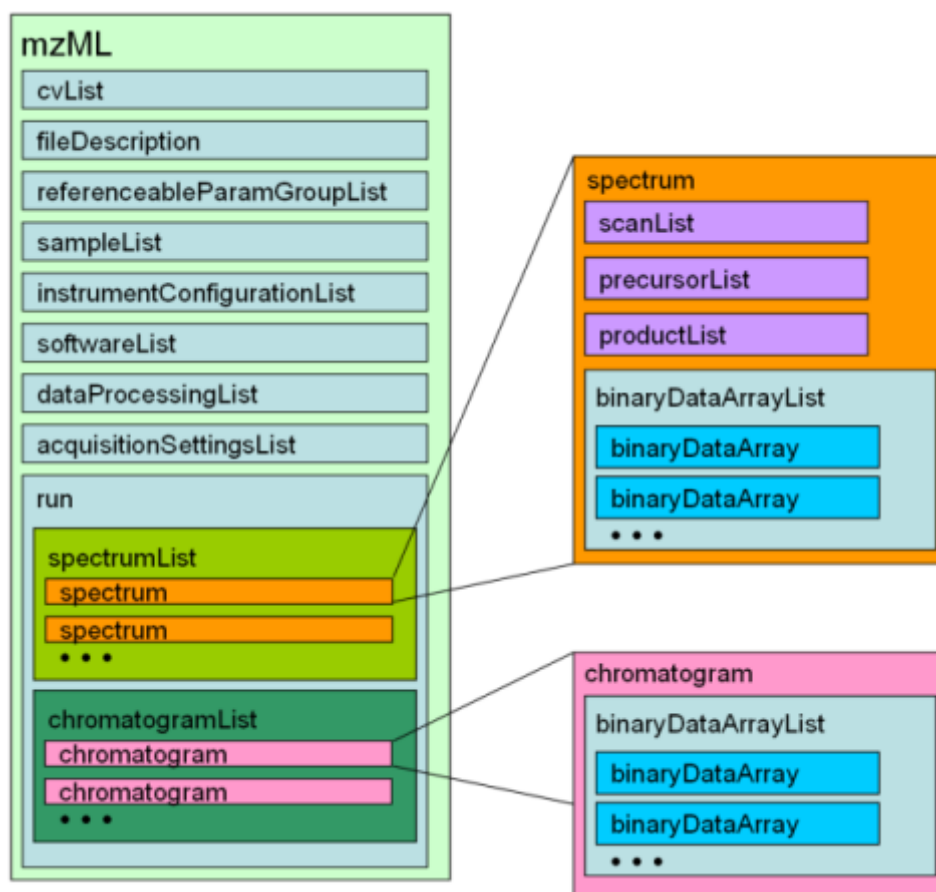 mzML
cvList
fileDescription
referenceableParamGroupList
sampleList
instrumentConfigurationList
softwareList
dataProcessingList
acquisitionSettingsList
run
spectrumList
spectrum
spectrum
• • •
chromatogramList
chromatogram
chromatogram
• • •
spectrum
scanList
precursorList
productList
binaryDataArrayList
binaryDataArray
binaryDataArray
• • •
chromatogram
binaryDataArrayList
binaryDataArray
binaryDataArray
• • •